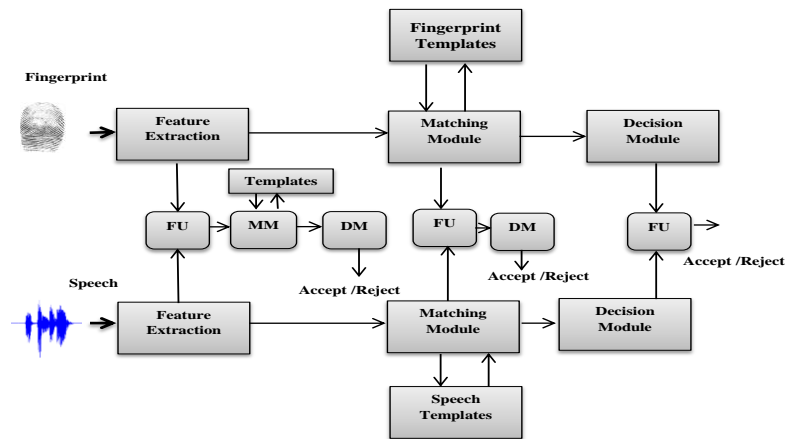 Fingerprint
Templates
Fingerprint
Feature
Extraction
Matching
Module
Decision
Module
Templates
FU
MM
DM
FU
DM
FU
Accept /Reject
Accept /Reject
Accept /Reject
Speech
Feature
Extraction
Matching
Module
Decision
Module
Speech
Templates